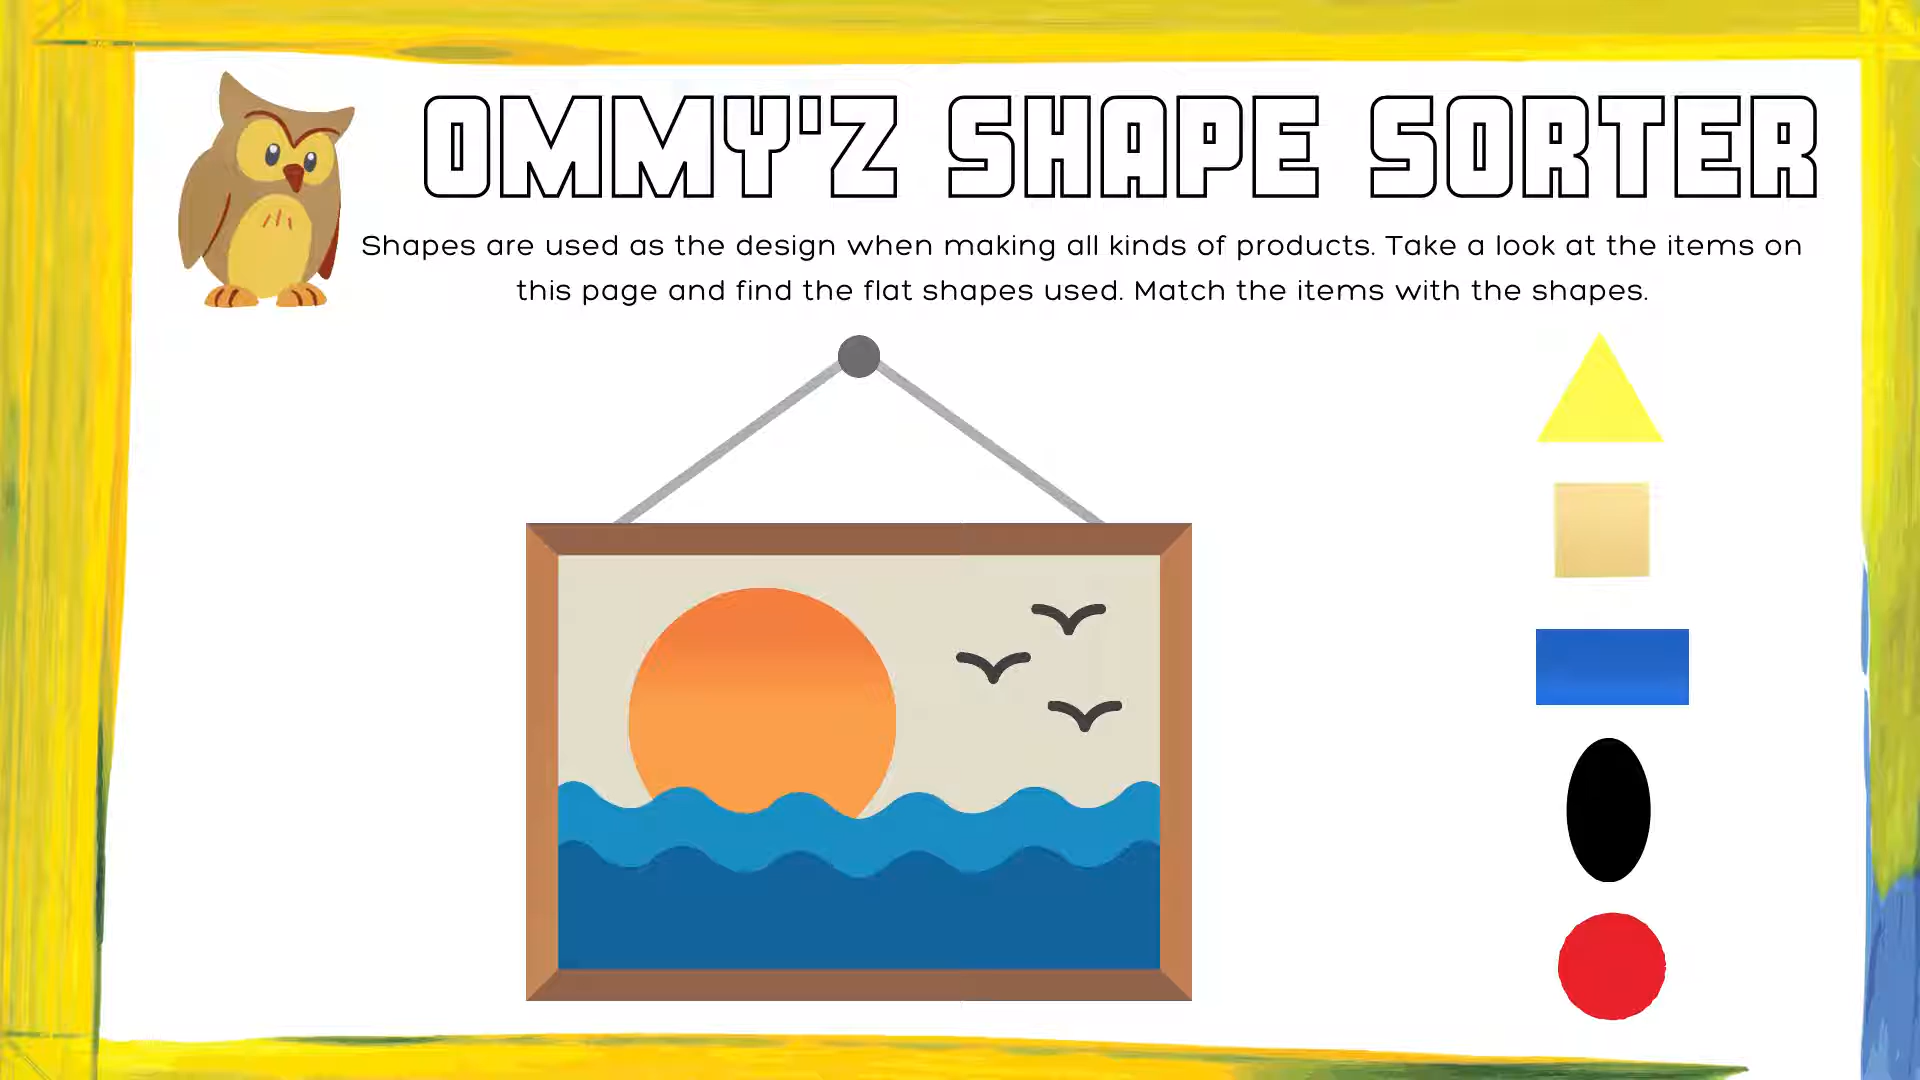 OMMY'Z SHAPE SORTER
Shapes are used as the design when making all kinds of products. Take a look at the items on
this page and find the flat shapes used. Match the items with the shapes.